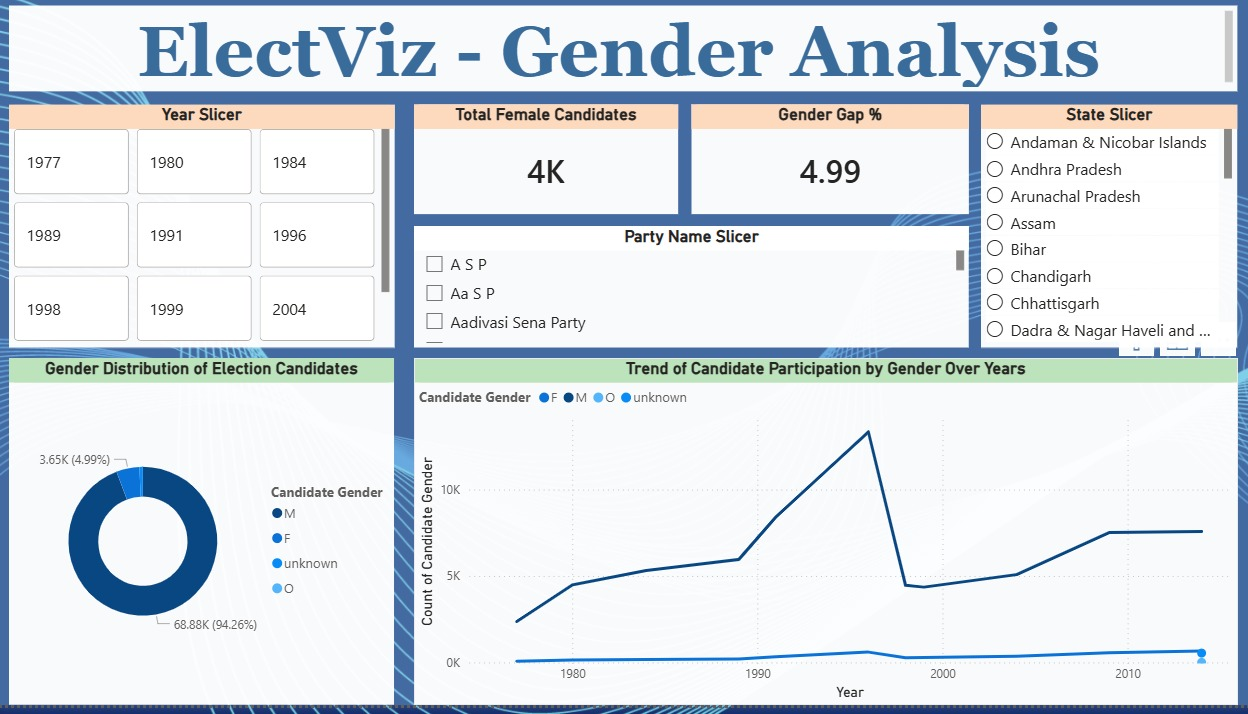 ElectViz - Gender Analysis
Year Slicer
1977 1980 1984
1989 1991 1996
1998 1999 2004
Total Female Candidates
4K
Gender Gap %
4.99
Party Name Slicer
A S P
Aa S P
Aadivasi Sena Party
State Slicer
Andaman & Nicobar Islands
Andhra Pradesh
Arunachal Pradesh
Assam
Bihar
Chandigarh
Chhattisgarh
Dadra & Nagar Haveli and ...
Gender Distribution of Election Candidates
3.65K (4.99%)
68.88K (94.26%)
Candidate Gender
M
F
unknown
O
Trend of Candidate Participation by Gender Over Years
Candidate Gender F M O unknown
Count of Candidate Gender
10K
5K
0K
1980 1990 2000 2010
Year